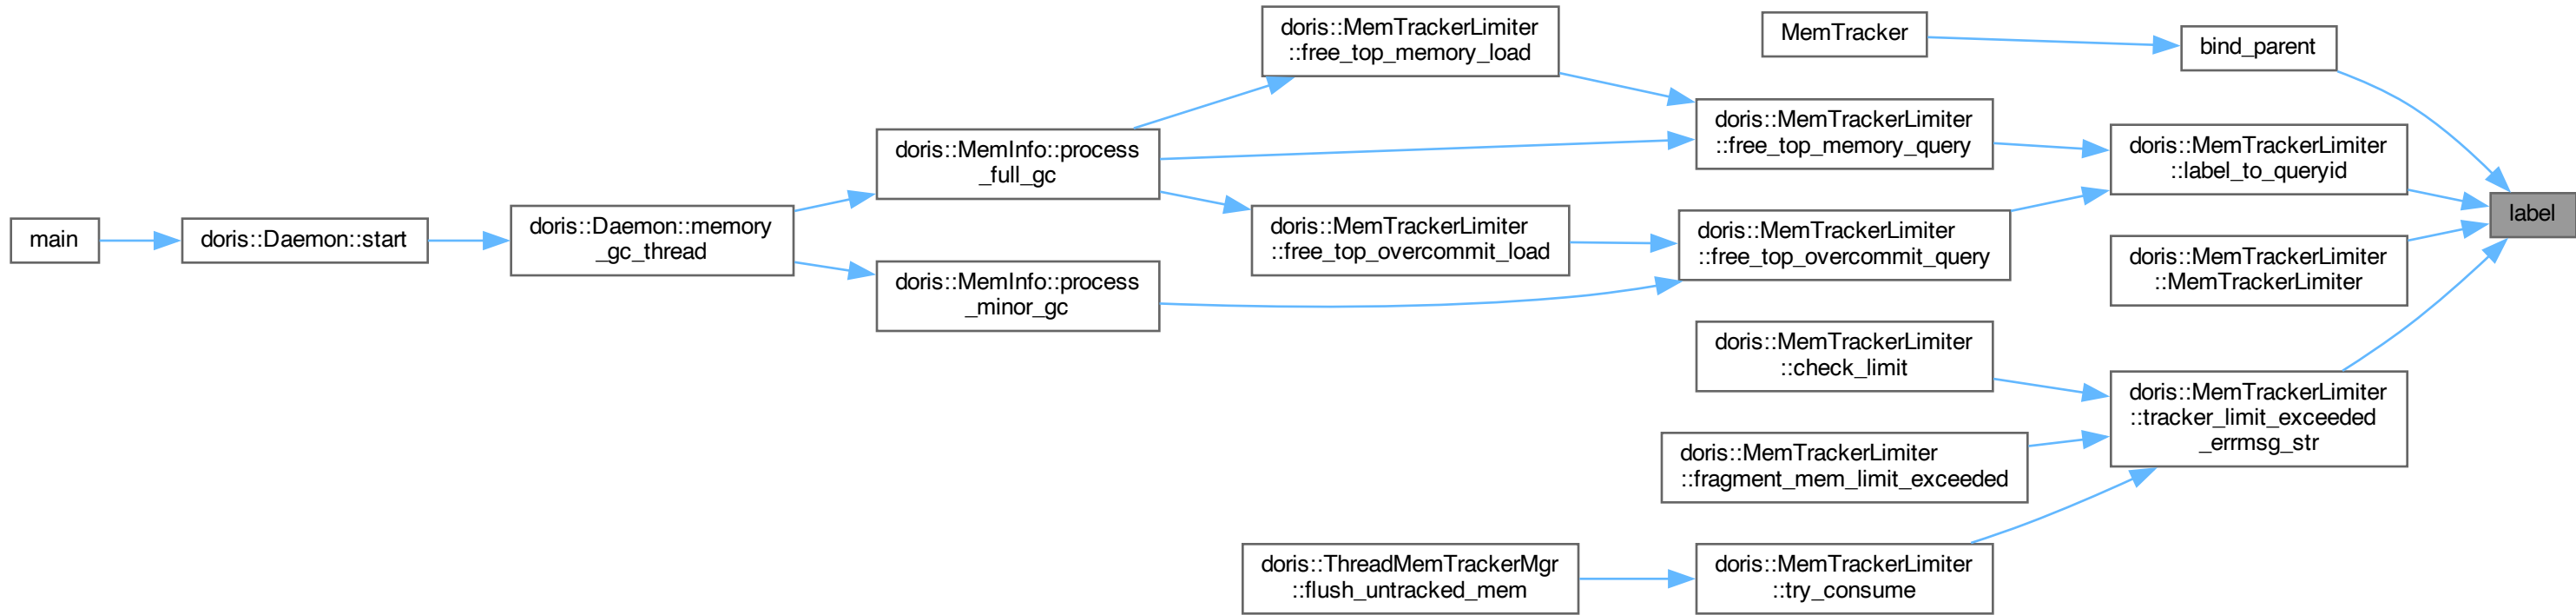 main
doris::Daemon::start
doris::Daemon::memory
_gc_thread
doris::MemInfo::process
_full_gc
doris::MemInfo::process
_minor_gc
doris::MemTrackerLimiter
::free_top_memory_load
doris::MemTrackerLimiter
::free_top_overcommit_load
doris::ThreadMemTrackerMgr
::flush_untracked_mem
MemTracker
doris::MemTrackerLimiter
::free_top_memory_query
doris::MemTrackerLimiter
::free_top_overcommit_query
doris::MemTrackerLimiter
::check_limit
doris::MemTrackerLimiter
::fragment_mem_limit_exceeded
doris::MemTrackerLimiter
::try_consume
bind_parent
doris::MemTrackerLimiter
::label_to_queryid
doris::MemTrackerLimiter
::MemTrackerLimiter
doris::MemTrackerLimiter
::tracker_limit_exceeded
_errmsg_str
label